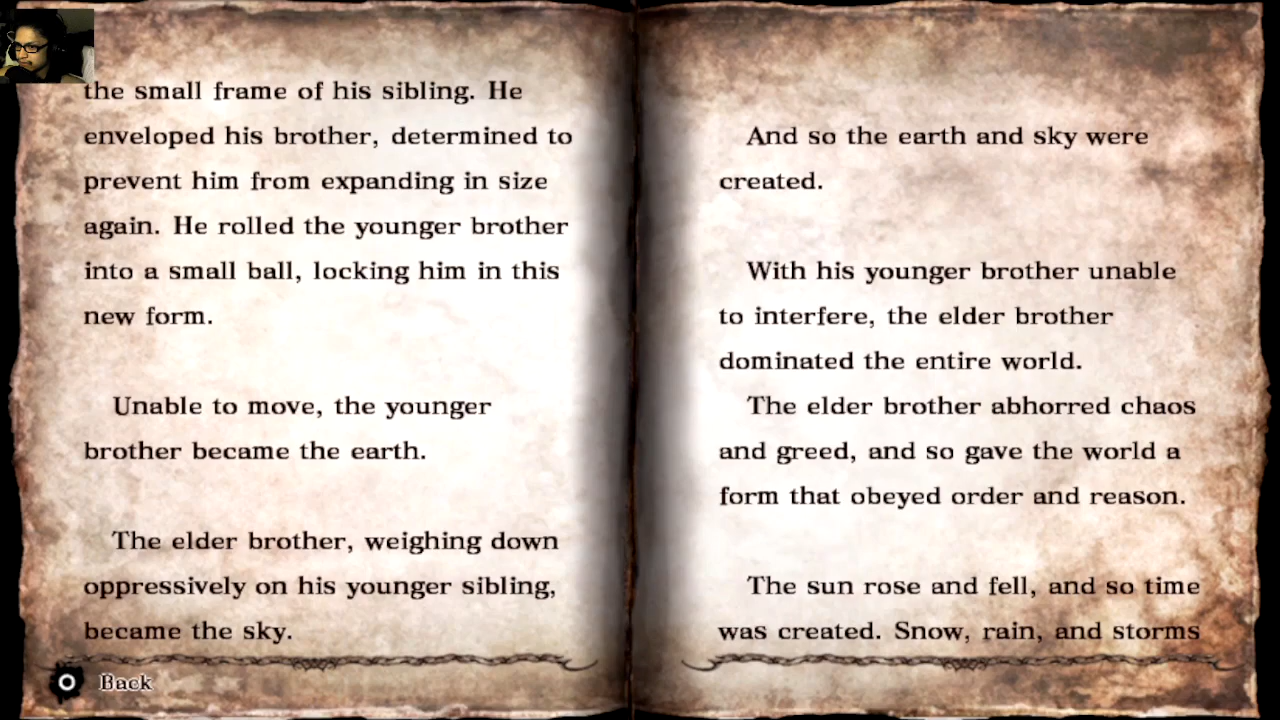 the small frame of his sibling. He
enveloped his brother, determined to
prevent him from expanding in size
again. He rolled the younger brother
into a small ball, locking him in this
new form.
Unable to move, the younger
brother became the earth.
The elder brother, weighing down
oppressively on his younger sibling,
became the sky.
And so the earth and sky were
created.
With his younger brother unable
to interfere, the elder brother
dominated the entire world.
The elder brother abhorred chaos
and greed, and so gave the world a
form that obeyed order and reason.
The sun rose and fell, and so time
was created. Snow, rain, and storms
Back